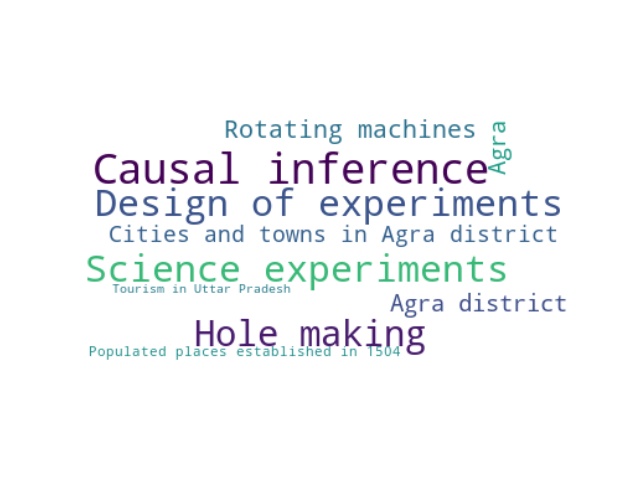 Rotating machines
Agra
Causal inference
Design of experiments
Cities and towns in Agra district
Science experiments
Tourism in Uttar Pradesh
Agra district
Hole making
Populated places established in 1504